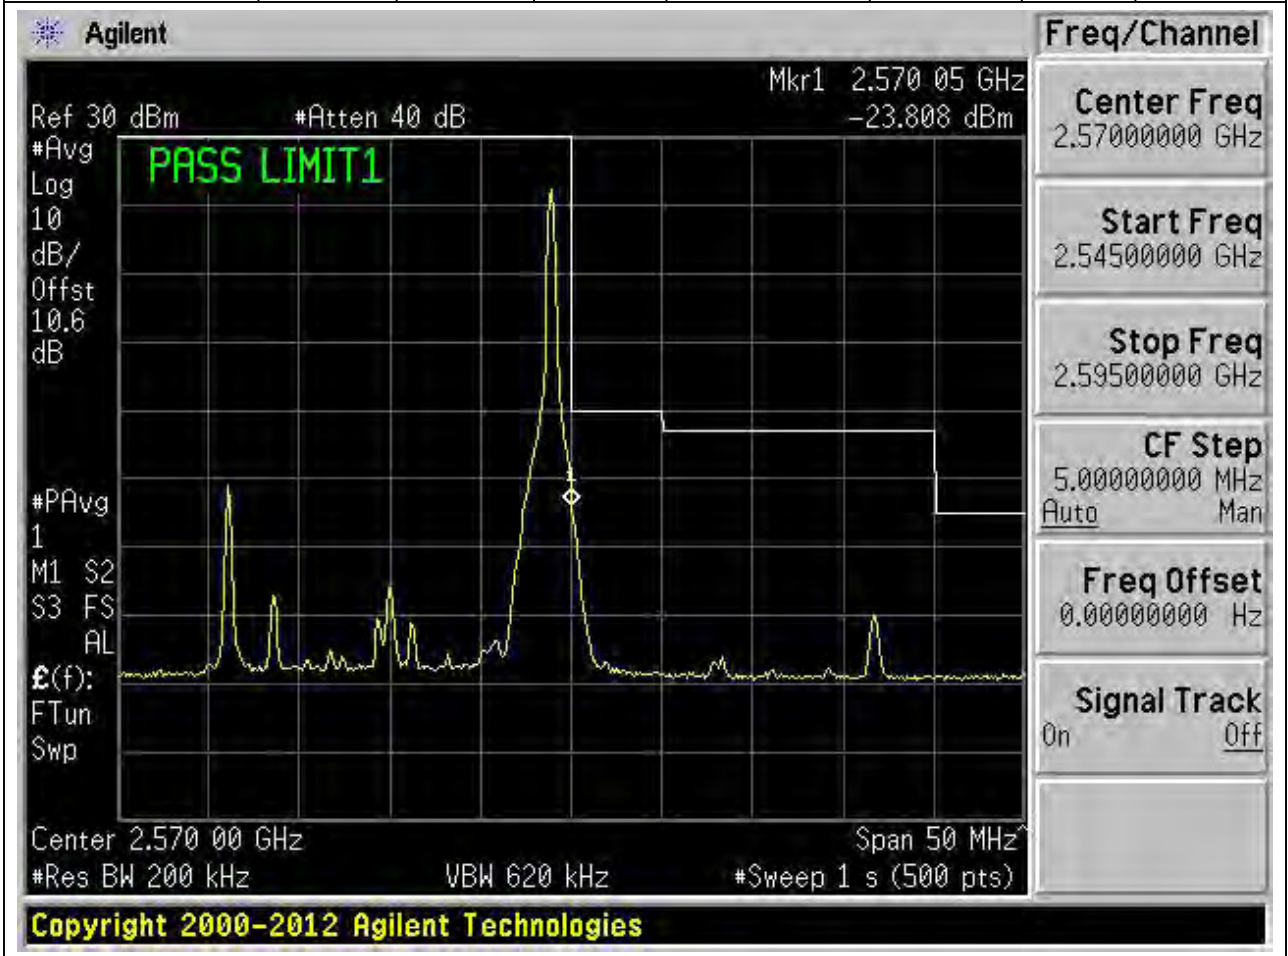 Agilent
Freq/Channel
Mkr1 2.570 05 GHz
Ref 30 dBm #Atten 40 dB -23.808 dBm
#Avg
Log
10
dB/
Offst
10.6
dB
PASS LIMIT1
1
#PAvg
1
M1 S2
S3 FS
AL
£(f):
FTun
Swp
Center 2.570 00 GHz Span 50 MHz^
#Res BW 200 kHz VBW 620 kHz #Sweep 1 s (500 pts)
Center Freq
2.57000000 GHz
Start Freq
2.54500000 GHz
Stop Freq
2.59500000 GHz
CF Step
5.00000000 MHz
Auto Man
Freq Offset
0.00000000 Hz
Signal Track
On Off
Copyright 2000-2012 Agilent Technologies